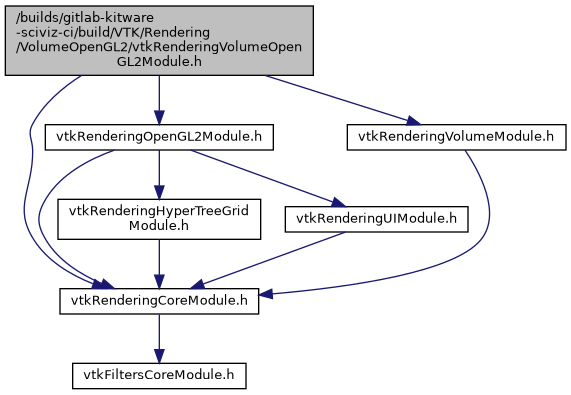 /builds/gitlab-kitware
-sciviz-ci/build/VTK/Rendering
/VolumeOpenGL2/vtkRenderingVolumeOpen
GL2Module.h
vtkRenderingOpenGL2Module.h
vtkRenderingVolumeModule.h
vtkRenderingHyperTreeGrid
Module.h
vtkRenderingUIModule.h
vtkRenderingCoreModule.h
vtkFiltersCoreModule.h